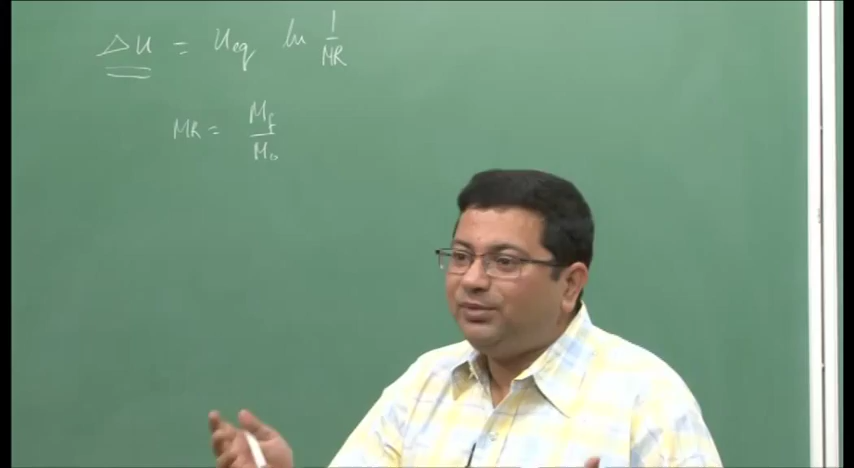 Δu = ueq ln 1/MR
MR = Mf/Mo